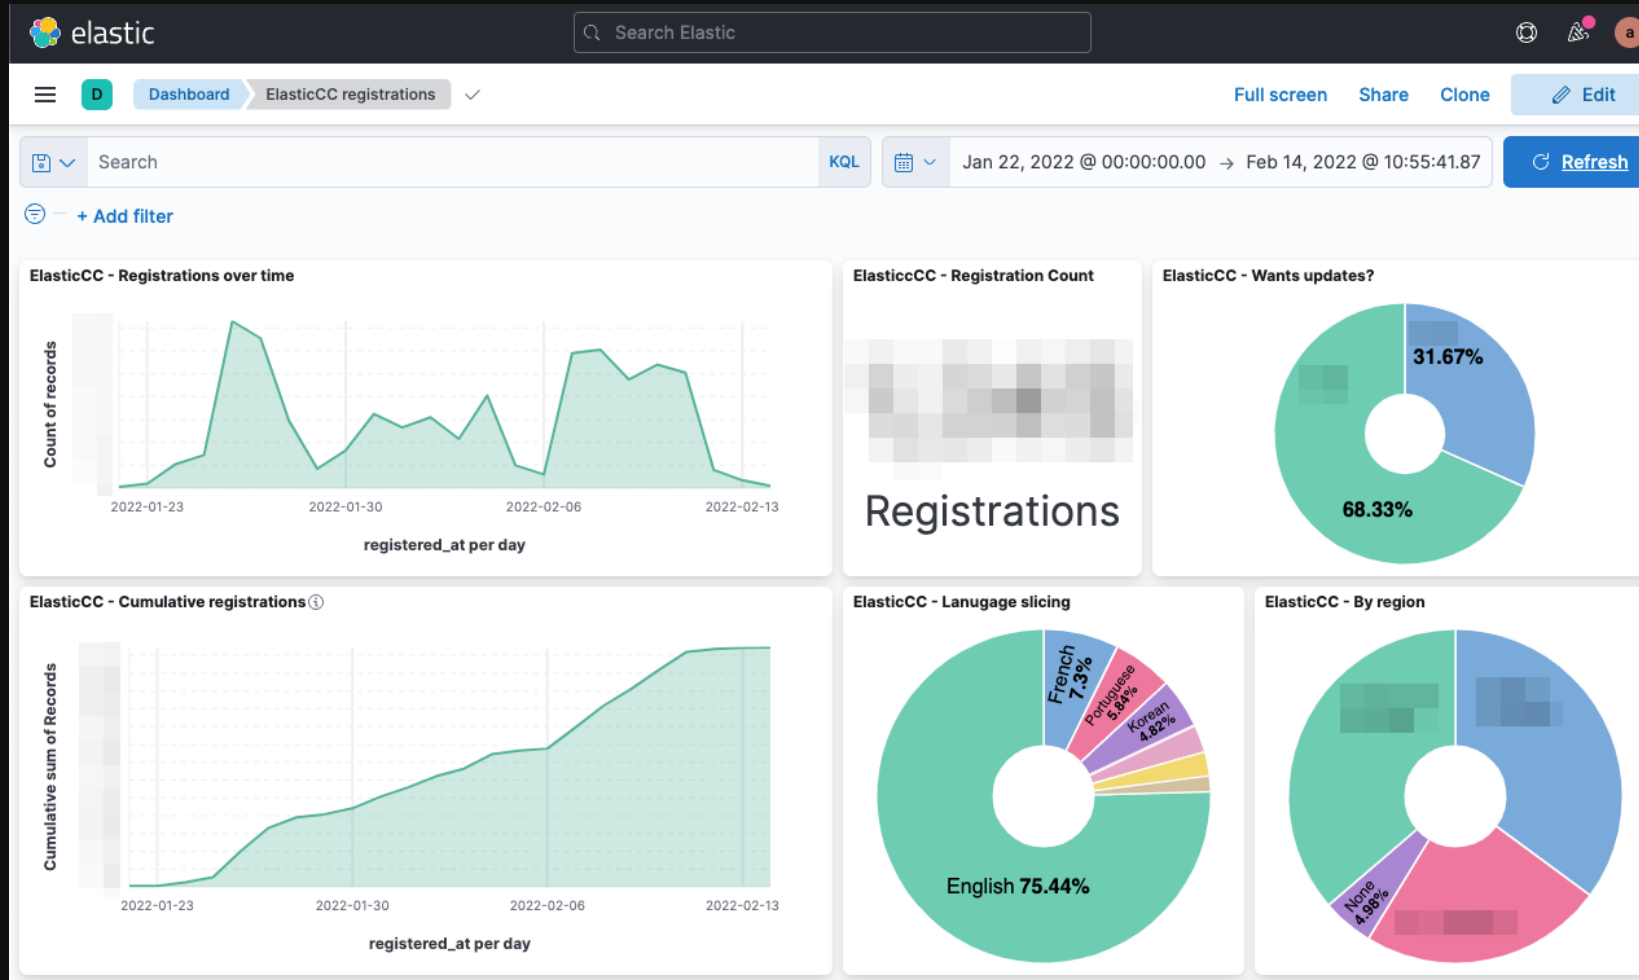 elastic
Search Elastic
a
D
Dashboard
ElasticCC registrations
Full screen
Share
Clone
Edit
Search
KQL
Jan 22, 2022 @ 00:00:00.00 → Feb 14, 2022 @ 10:55:41.87
Refresh
+ Add filter
ElasticCC - Registrations over time
Count of records
2022-01-23
2022-01-30
2022-02-06
2022-02-13
registered_at per day
ElasticcCC - Registration Count
Registrations
ElasticCC - Wants updates?
31.67%
68.33%
ElasticCC - Cumulative registrations
Cumulative sum of Records
2022-01-23
2022-01-30
2022-02-06
2022-02-13
registered_at per day
ElasticCC - Lanugage slicing
French
7.3%
Portuguese
5.84%
Korean
4.82%
English 75.44%
ElasticCC - By region
None
4.98%